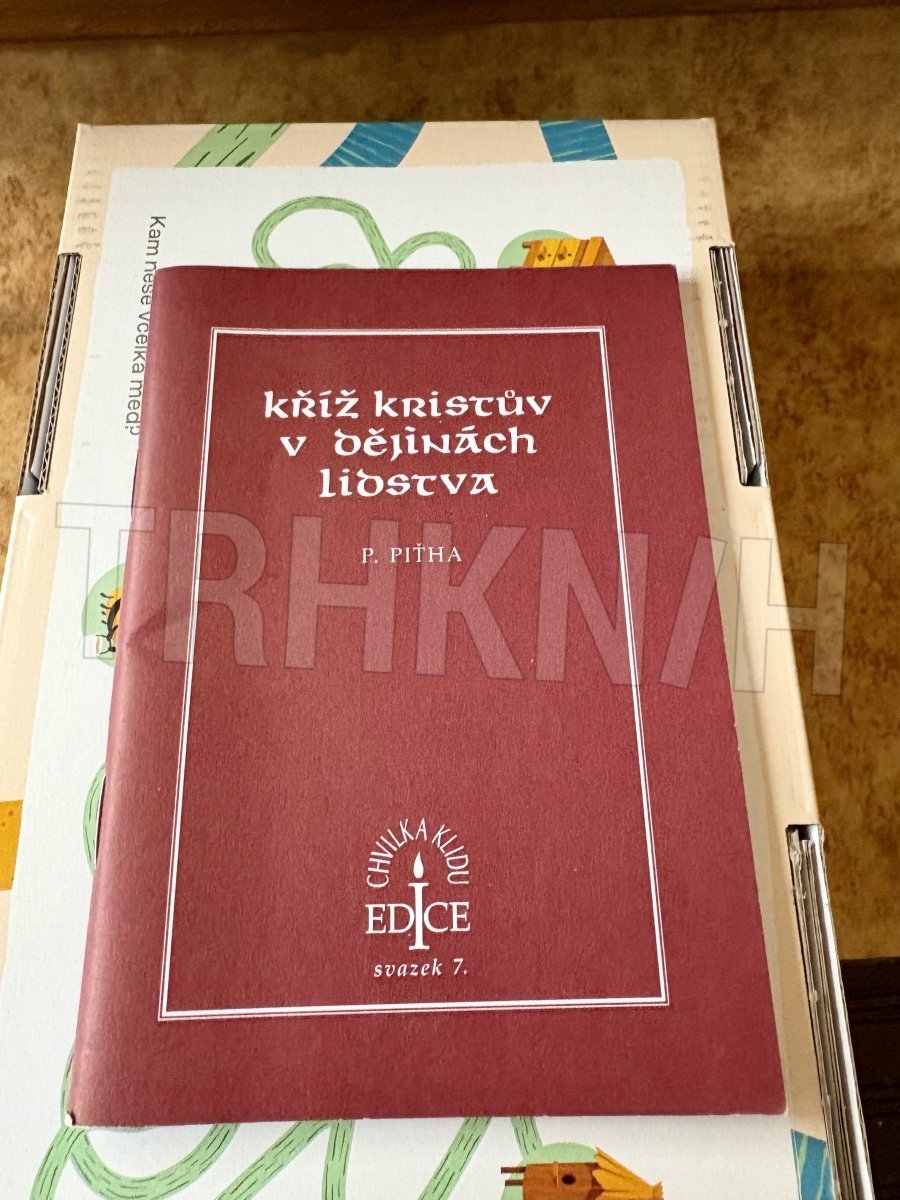 Kam nese včelka med?
Kříž Kristův
v dějinách
lidstva
P. PIŤHA
TRHKNIH
CHVILKA KLIDU
EDICE
svazek 7.